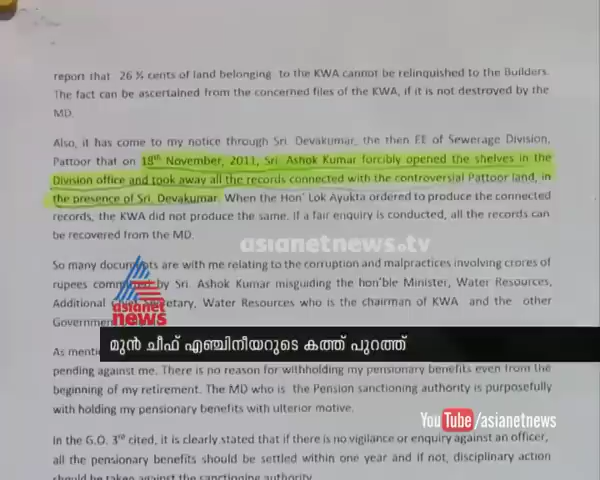 report that 26 ¾ cents of land belonging to the KWA cannot be relinquished to the Builders.
The fact can be ascertained from the concerned files of the KWA, if it is not destroyed by the
MD.
Also, it has come to my notice through Sri. Devakumar, the then EE of Sewerage Division,
Pattoor that on 18th November, 2011, Sri. Ashok Kumar forcibly opened the shelves in the
Division office and took away all the records connected with the controversial Pattoor land, in
the presence of Sri. Devakumar. When the Hon' Lok Ayukta ordered to produce the connected
records, the KWA did not produce the same. If a fair enquiry is conducted, all the records can
be recovered from the MD.
asianetnews.tv
So many documents are with me relating to the corruption and malpractices involving crores of
rupees by Sri. Ashok Kumar misguiding the hon'ble Minister, Water Resources,
Additional Secretary, Water Resources who is the chairman of KWA and the other
Government
asianet
news
മുൻ ചീഫ് എഞ്ചിനീയറുടെ കത്ത് പുറത്ത്
As
pending against me. There is no reason for withholding my pensionary benefits even from the
beginning of my retirement. The MD who is the Pension sanctioning authority is purposefully
with holding my pensionary benefits with ulterior motive.
YouTube /asianetnews
In the G.O. 3rd cited, it is clearly stated that if there is no vigilance or enquiry against an officer,
all the pensionary benefits should be settled within one year and if not, disciplinary action
should be taken against the sanctioning authority.